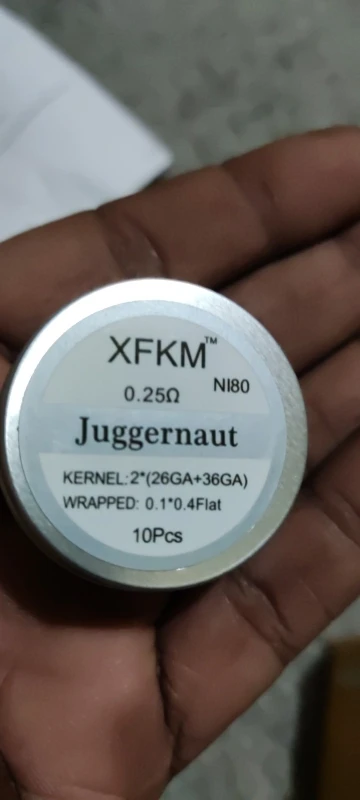 XFKM™
0.25Ω NI80
Juggernaut
KERNEL:2*(26GA+36GA)
WRAPPED: 0.1*0.4Flat
10Pcs